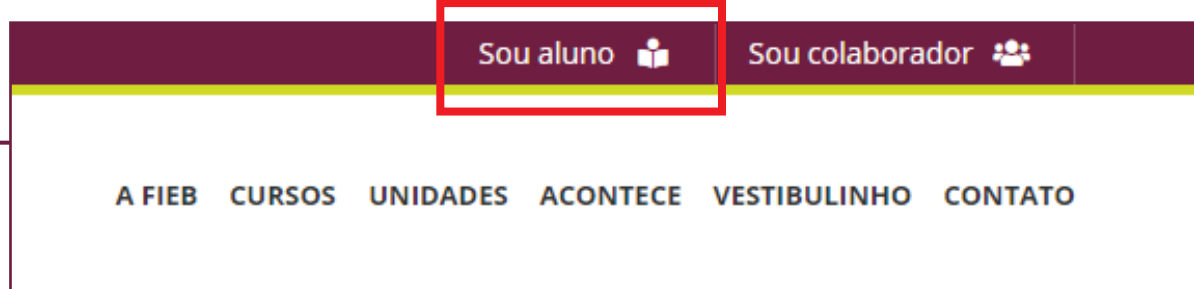 Sou aluno Sou colaborador
A FIEB CURSOS UNIDADES ACONTECE VESTIBULINHO CONTATO